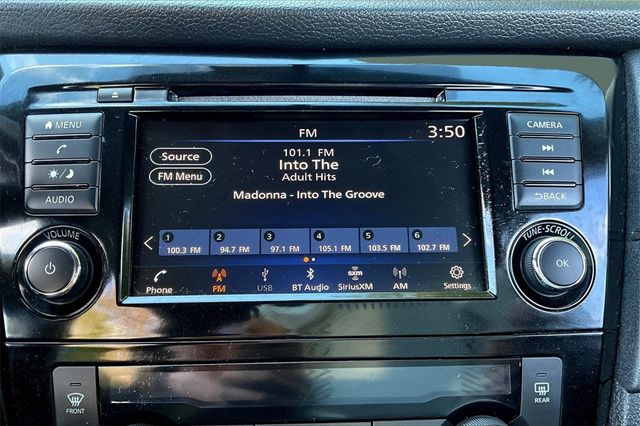 MENU
AUDIO
VOLUME
FM
3:50
Source
FM Menu
101.1 FM
Into The
Adult Hits
Madonna - Into The Groove
1 2 3 4 5 6
100.3 FM 94.7 FM 97.1 FM 105.1 FM 103.5 FM 102.7 FM
Phone FM USB BT Audio SiriusXM AM Settings
CAMERA
BACK
TUNE·SCROLL
OK
FRONT
REAR